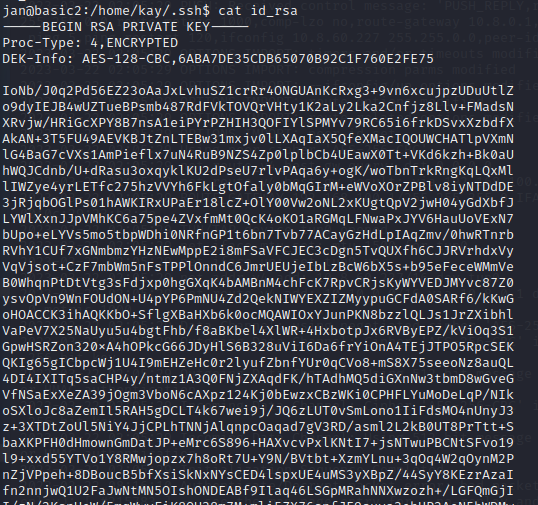 jan@basic2:/home/kay/.ssh$ cat id_rsa
-----BEGIN RSA PRIVATE KEY-----
Proc-Type: 4,ENCRYPTED
DEK-Info: AES-128-CBC,6ABA7DE35CDB65070B92C1F760E2FE75
IoNb/J0q2Pd56EZ23oAaJxLvhuSZ1crRr4ONGUAnKcRxg3+9vn6xcujpzUDuUtlZ
o9dyIEJB4wUZTueBPsmb487RdFVkTOVQrVHty1K2aLy2Lka2Cnfjz8Llv+FMadsN
XRvjw/HRiGcXPY8B7nsA1eiPYrPZHIH3QOFIYlSPMYv79RC65i6frkDSvxXzbdfX
AkAN+3T5FU49AEVKBJtZnLTEBw31mxjv0lLXAqIaX5QfeXMacIQOUWCHATlpVXmN
lG4BaG7cVXs1AmPieflx7uN4RuB9NZS4Zp0lplbCb4UEawX0Tt+VKd6kzh+Bk0aU
hWQJCdnb/U+dRasu3oxqyklKU2dPseU7rlvPAqa6y+ogK/woTbnTrkRngKqLQxMl
lIWZye4yrLETfc275hzVVYh6FkLgtOfaly0bMqGIrM+eWVoXOrZPBlv8iyNTDdDE
3jRjqbOGlPs01hAWKIRxUPaEr18lcZ+OlY00Vw2oNL2xKUgtQpV2jwH04yGdXbfJ
LYWlXxnJJpVMhKC6a75pe4ZVxfmMt0QcK4oKO1aRGMqLFNwaPxJYV6HauUoVExN7
bUpo+eLYVs5mo5tbpWDhi0NRfnGP1t6bn7Tvb77ACayGzHdLpIAqZmv/0hwRTnrb
RVhY1CUf7xGNmbmzYHzNEwMppE2i8mFSaVFCJEC3cDgn5TvQUXfh6CJJRVrhdxVy
VqVjsot+CzF7mbWm5nFsTPPlOnndC6JmrUEUjeIbLzBcW6bX5s+b95eFeceWMmVe
B0WhqnPtDtVtg3sFdjxp0hgGXqK4bAMBnM4chFcK7RpvCRjsKyWYVEDJMYvc87Z0
ysvOpVn9WnFOUdON+U4pYP6PmNU4Zd2QekNIWYEXZIZMyypuGCFdA0SARf6/kKwG
oHOACCK3ihAQKKbO+SflgXBaHXb6k0ocMQAWIOxYJunPKN8bzzlQLJs1JrZXibhl
VaPeV7X25NaUyu5u4bgtFhb/f8aBKbel4XlWR+4HxbotpJx6RVByEPZ/kViOq3S1
GpwHSRZon320×A4hOPkcG66JDyHlS6B328uViI6Da6frYiOnA4TEjJTPO5RpcSEK
QKIg65gICbpcWj1U4I9mEHZeHc0r2lyufZbnfYUr0qCVo8+mS8X75seeoNz8auQL
4DI4IXITq5saCHP4y/ntmz1A3Q0FNjZXAqdFK/hTAdhMQ5diGXnNw3tbmD8wGveG
VfNSaExXeZA39jOgm3VboN6cAXpz124Kj0bEwzxCBzWKi0CPHFLYuMoDeLqP/NIk
oSXloJc8aZemIl5RAH5gDCLT4k67wei9j/JQ6zLUT0vSmLono1IiFdsMO4nUnyJ3
z+3XTDtZoUl5NiY4JjCPLhTNNjAlqnpcOaqad7gV3RD/asml2L2kB0UT8PrTtt+S
baXKPFH0dHmownGmDatJP+eMrc6S896+HAXvcvPxlKNtI7+jsNTwuPBCNtSFvo19
l9+xxd55YTVo1Y8RMwjopzx7h8oRt7U+Y9N/BVtbt+XzmYLnu+3qOq4W2qOynM2P
nZjVPpeh+8DBoucB5bfXsiSkNxNYsCED4lspxUE4uMS3yXBpZ/44SyY8KEzrAzaI
fn2nnjwQ1U2FaJwNtMN5OIshONDEABf9Ilaq46LSGpMRahNNXwzozh+/LGFQmGjI